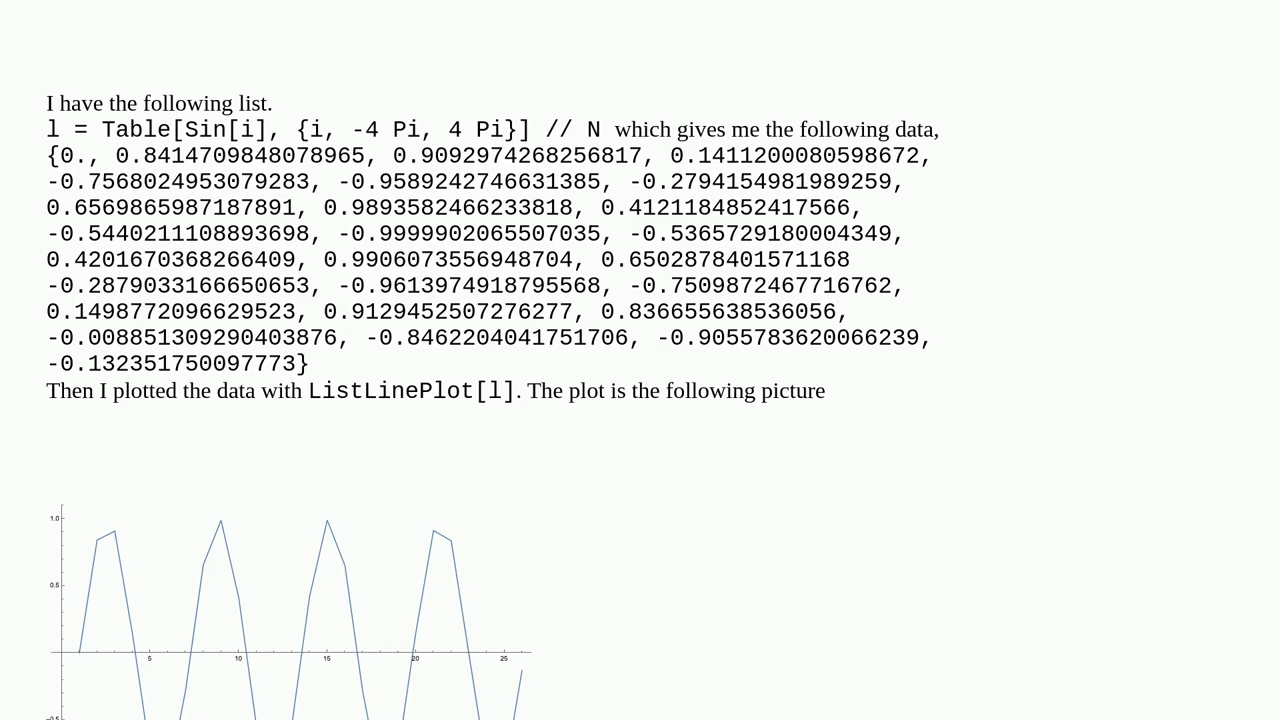 I have the following list.
l = Table[Sin[i], {i, -4 Pi, 4 Pi}] // N which gives me the following data,
{0., 0.8414709848078965, 0.9092974268256817, 0.1411200080598672,
-0.7568024953079283, -0.9589242746631385, -0.2794154981989259,
0.6569865987187891, 0.9893582466233818, 0.4121184852417566,
-0.5440211108893698, -0.9999902065507035, -0.5365729180004349,
0.4201670368266409, 0.9906073556948704, 0.6502878401571168
-0.2879033166650653, -0.9613974918795568, -0.7509872467716762,
0.1498772096629523, 0.9129452507276277, 0.836655638536056,
-0.008851309290403876, -0.8462204041751706, -0.9055783620066239,
-0.132351750097773}
Then I plotted the data with ListLinePlot[l]. The plot is the following picture
1.0
0.5
5 10 15 20 25
-0.5